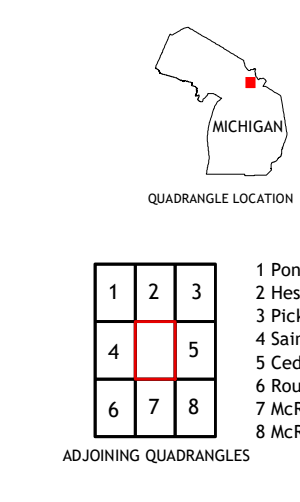 MICHIGAN
QUADRANGLE LOCATION
1 2 3
4 5
6 7 8
1 Pon
2 Hes
3 Pick
4 Sain
5 Ced
6 Rou
7 McR
8 McR
ADJOINING QUADRANGLES